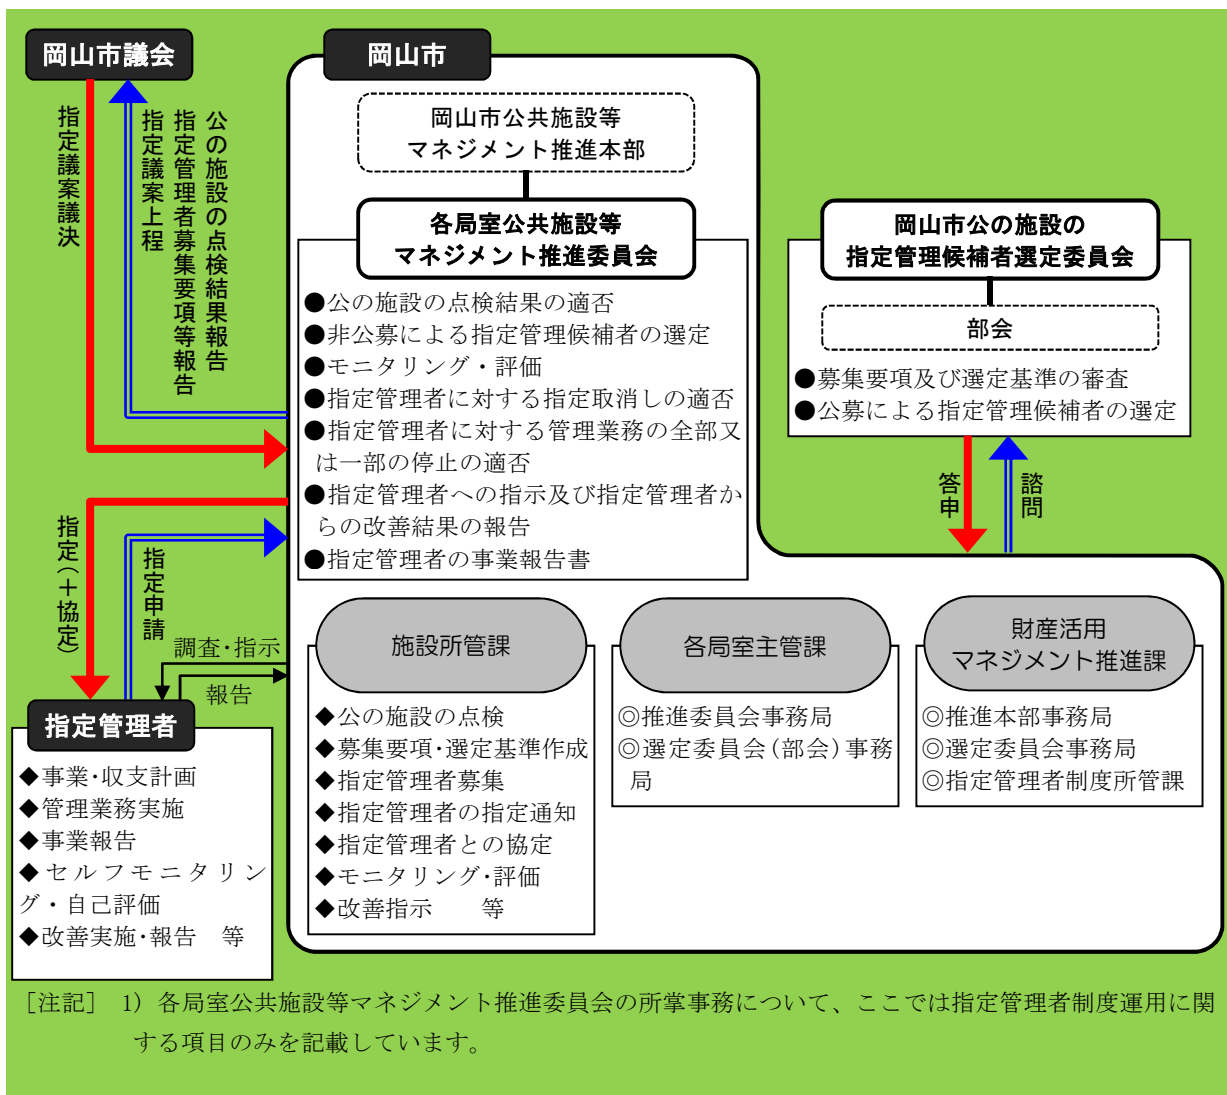 岡山市議会
指定議案議決
公の施設の点検結果報告
指定管理者募集要項等報告
指定議案上程
岡山市
岡山市公共施設等
マネジメント推進本部
各局室公共施設等
マネジメント推進委員会
●公の施設の点検結果の適否
●非公募による指定管理候補者の選定
●モニタリング・評価
●指定管理者に対する指定取消しの適否
●指定管理者に対する管理業務の全部又
は一部の停止の適否
●指定管理者への指示及び指定管理者か
らの改善結果の報告
●指定管理者の事業報告書
岡山市公の施設の
指定管理候補者選定委員会
部会
●募集要項及び選定基準の審査
●公募による指定管理候補者の選定
答申
諮問
指定（＋協定）
指定申請
調査・指示
報告
指定管理者
◆事業・収支計画
◆管理業務実施
◆事業報告
◆セルフモニタリン
グ・自己評価
◆改善実施・報告　等
施設所管課
◆公の施設の点検
◆募集要項・選定基準作成
◆指定管理者募集
◆指定管理者の指定通知
◆指定管理者との協定
◆モニタリング・評価
◆改善指示　　等
各局室主管課
◎推進委員会事務局
◎選定委員会(部会)事務
局
財産活用
マネジメント推進課
◎推進本部事務局
◎選定委員会事務局
◎指定管理者制度所管課
［注記］　1）各局室公共施設等マネジメント推進委員会の所掌事務について、ここでは指定管理者制度運用に関
する項目のみを記載しています。